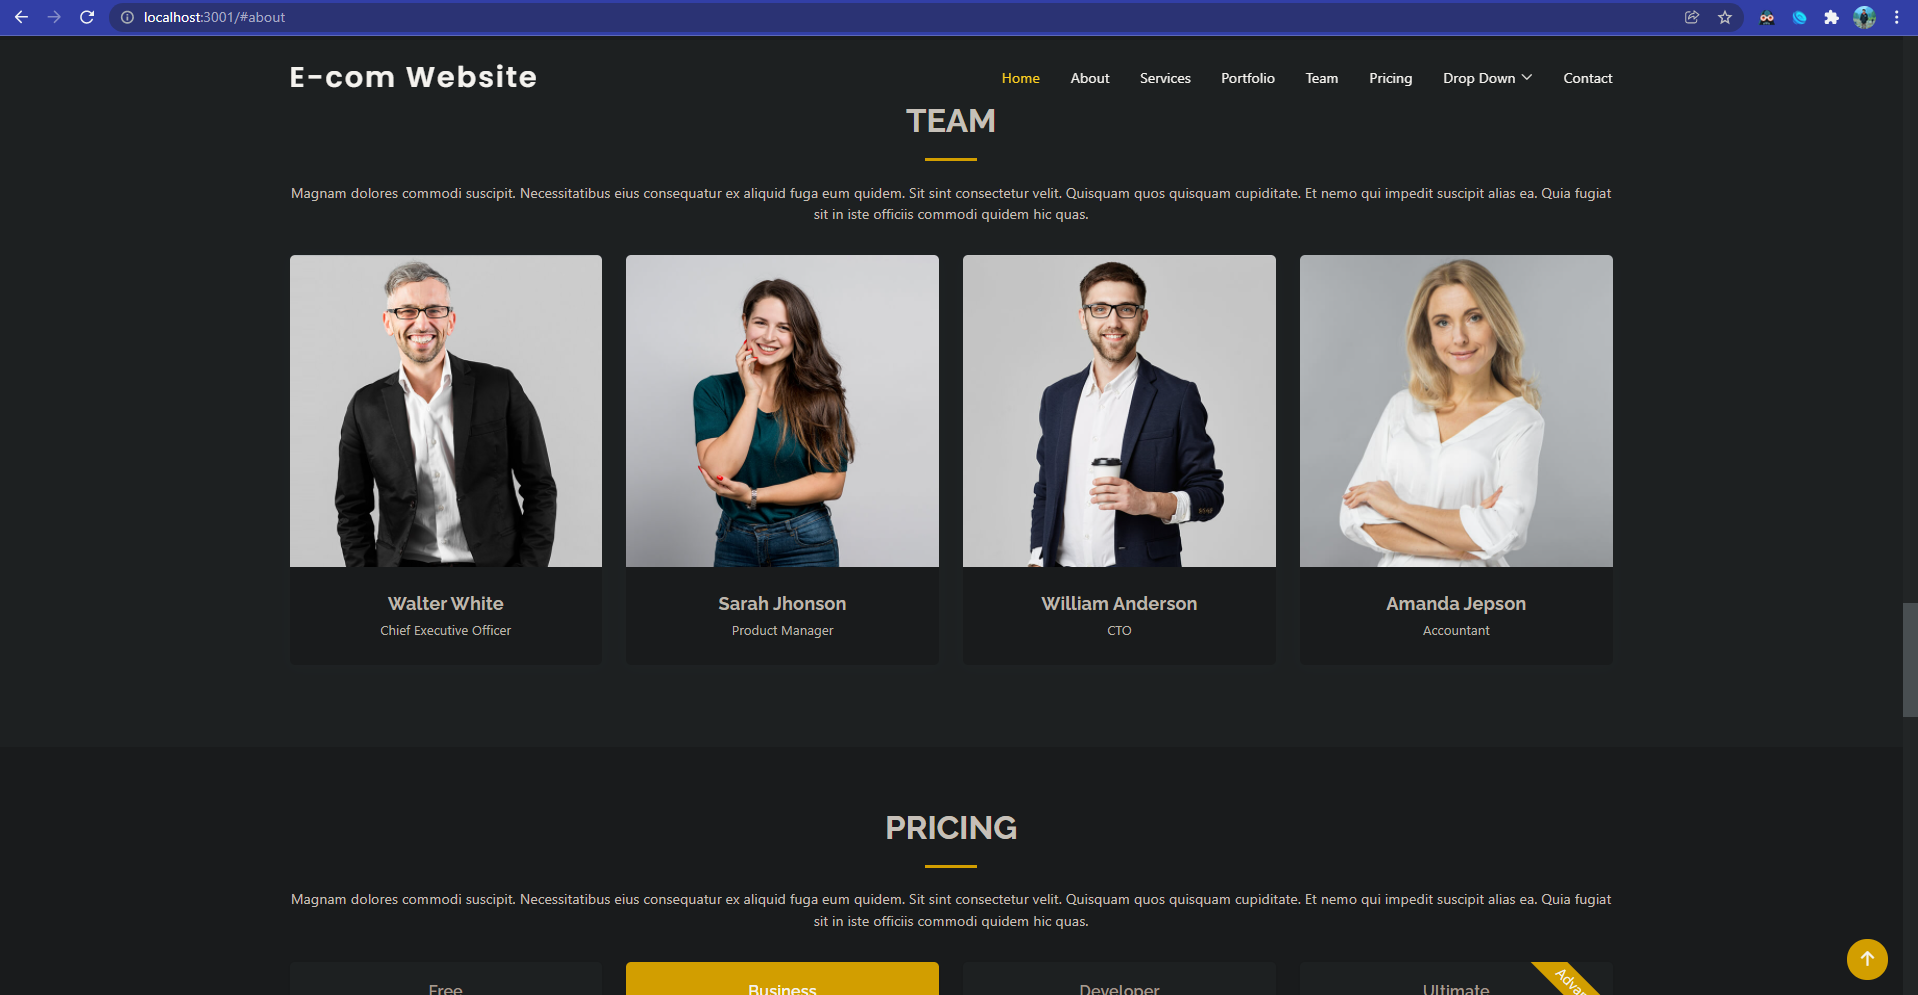 localhost:3001/#about
E-com Website
Home About Services Portfolio Team Pricing Drop Down Contact
TEAM
Magnam dolores commodi suscipit. Necessitatibus eius consequatur ex aliquid fuga eum quidem. Sit sint consectetur velit. Quisquam quos quisquam cupiditate. Et nemo qui impedit suscipit alias ea. Quia fugiat
sit in iste officiis commodi quidem hic quas.
Walter White
Chief Executive Officer
Sarah Jhonson
Product Manager
William Anderson
CTO
Amanda Jepson
Accountant
PRICING
Magnam dolores commodi suscipit. Necessitatibus eius consequatur ex aliquid fuga eum quidem. Sit sint consectetur velit. Quisquam quos quisquam cupiditate. Et nemo qui impedit suscipit alias ea. Quia fugiat
sit in iste officiis commodi quidem hic quas.
Free
Business
Developer
Ultimate